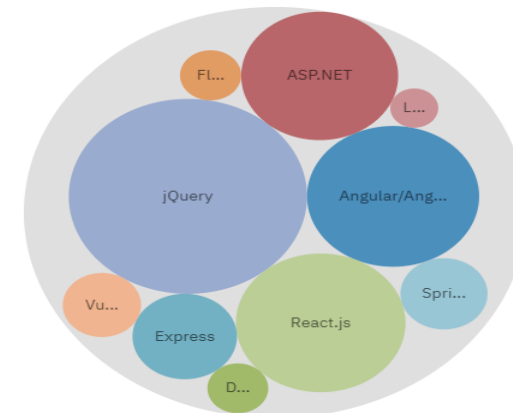 Fl...
ASP.NET
L...
jQuery
Angular/Ang...
Vu...
Express
React.js
Spri...
D...